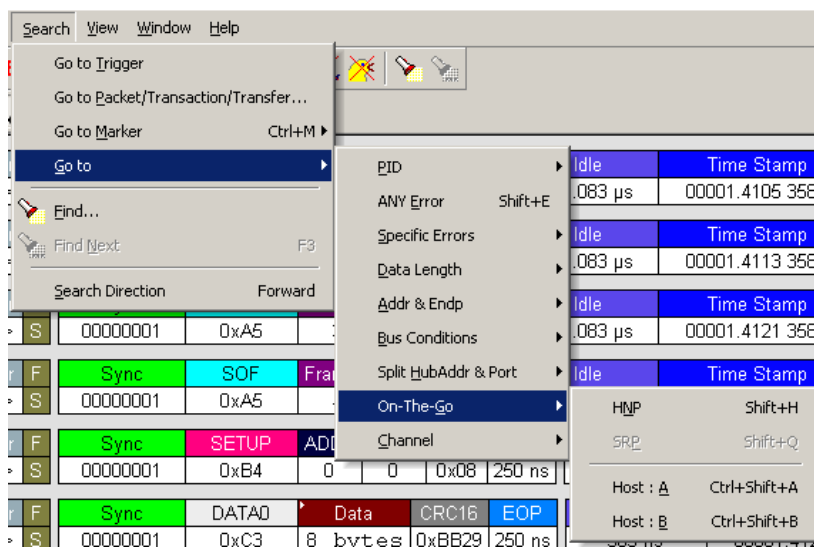 Search View Window Help
Go to Trigger
Go to Packet/Transaction/Transfer...
Go to Marker Ctrl+M
Go to
Find...
Find Next F3
Search Direction Forward
PID
ANY Error Shift+E
Specific Errors
Data Length
Addr & Endp
Bus Conditions
Split HubAddr & Port
On-The-Go
Channel
HNP Shift+H
SRP Shift+Q
Host : A Ctrl+Shift+A
Host : B Ctrl+Shift+B
Idle Time Stamp
.083 µs 00001.4105 358
Idle Time Stamp
.083 µs 00001.4113 358
Idle Time Stamp
S 00000001 0xA5 .083 µs 00001.4121 358
F Sync SOF Idle Time Stamp
S 00000001 0xA5
F Sync SETUP
S 00000001 0xB4 0 0 0x08 250 ns
F Sync DATA0 Data CRC16 EOP
S 00000001 0xC3 8 bytes 0xBB29 250 ns